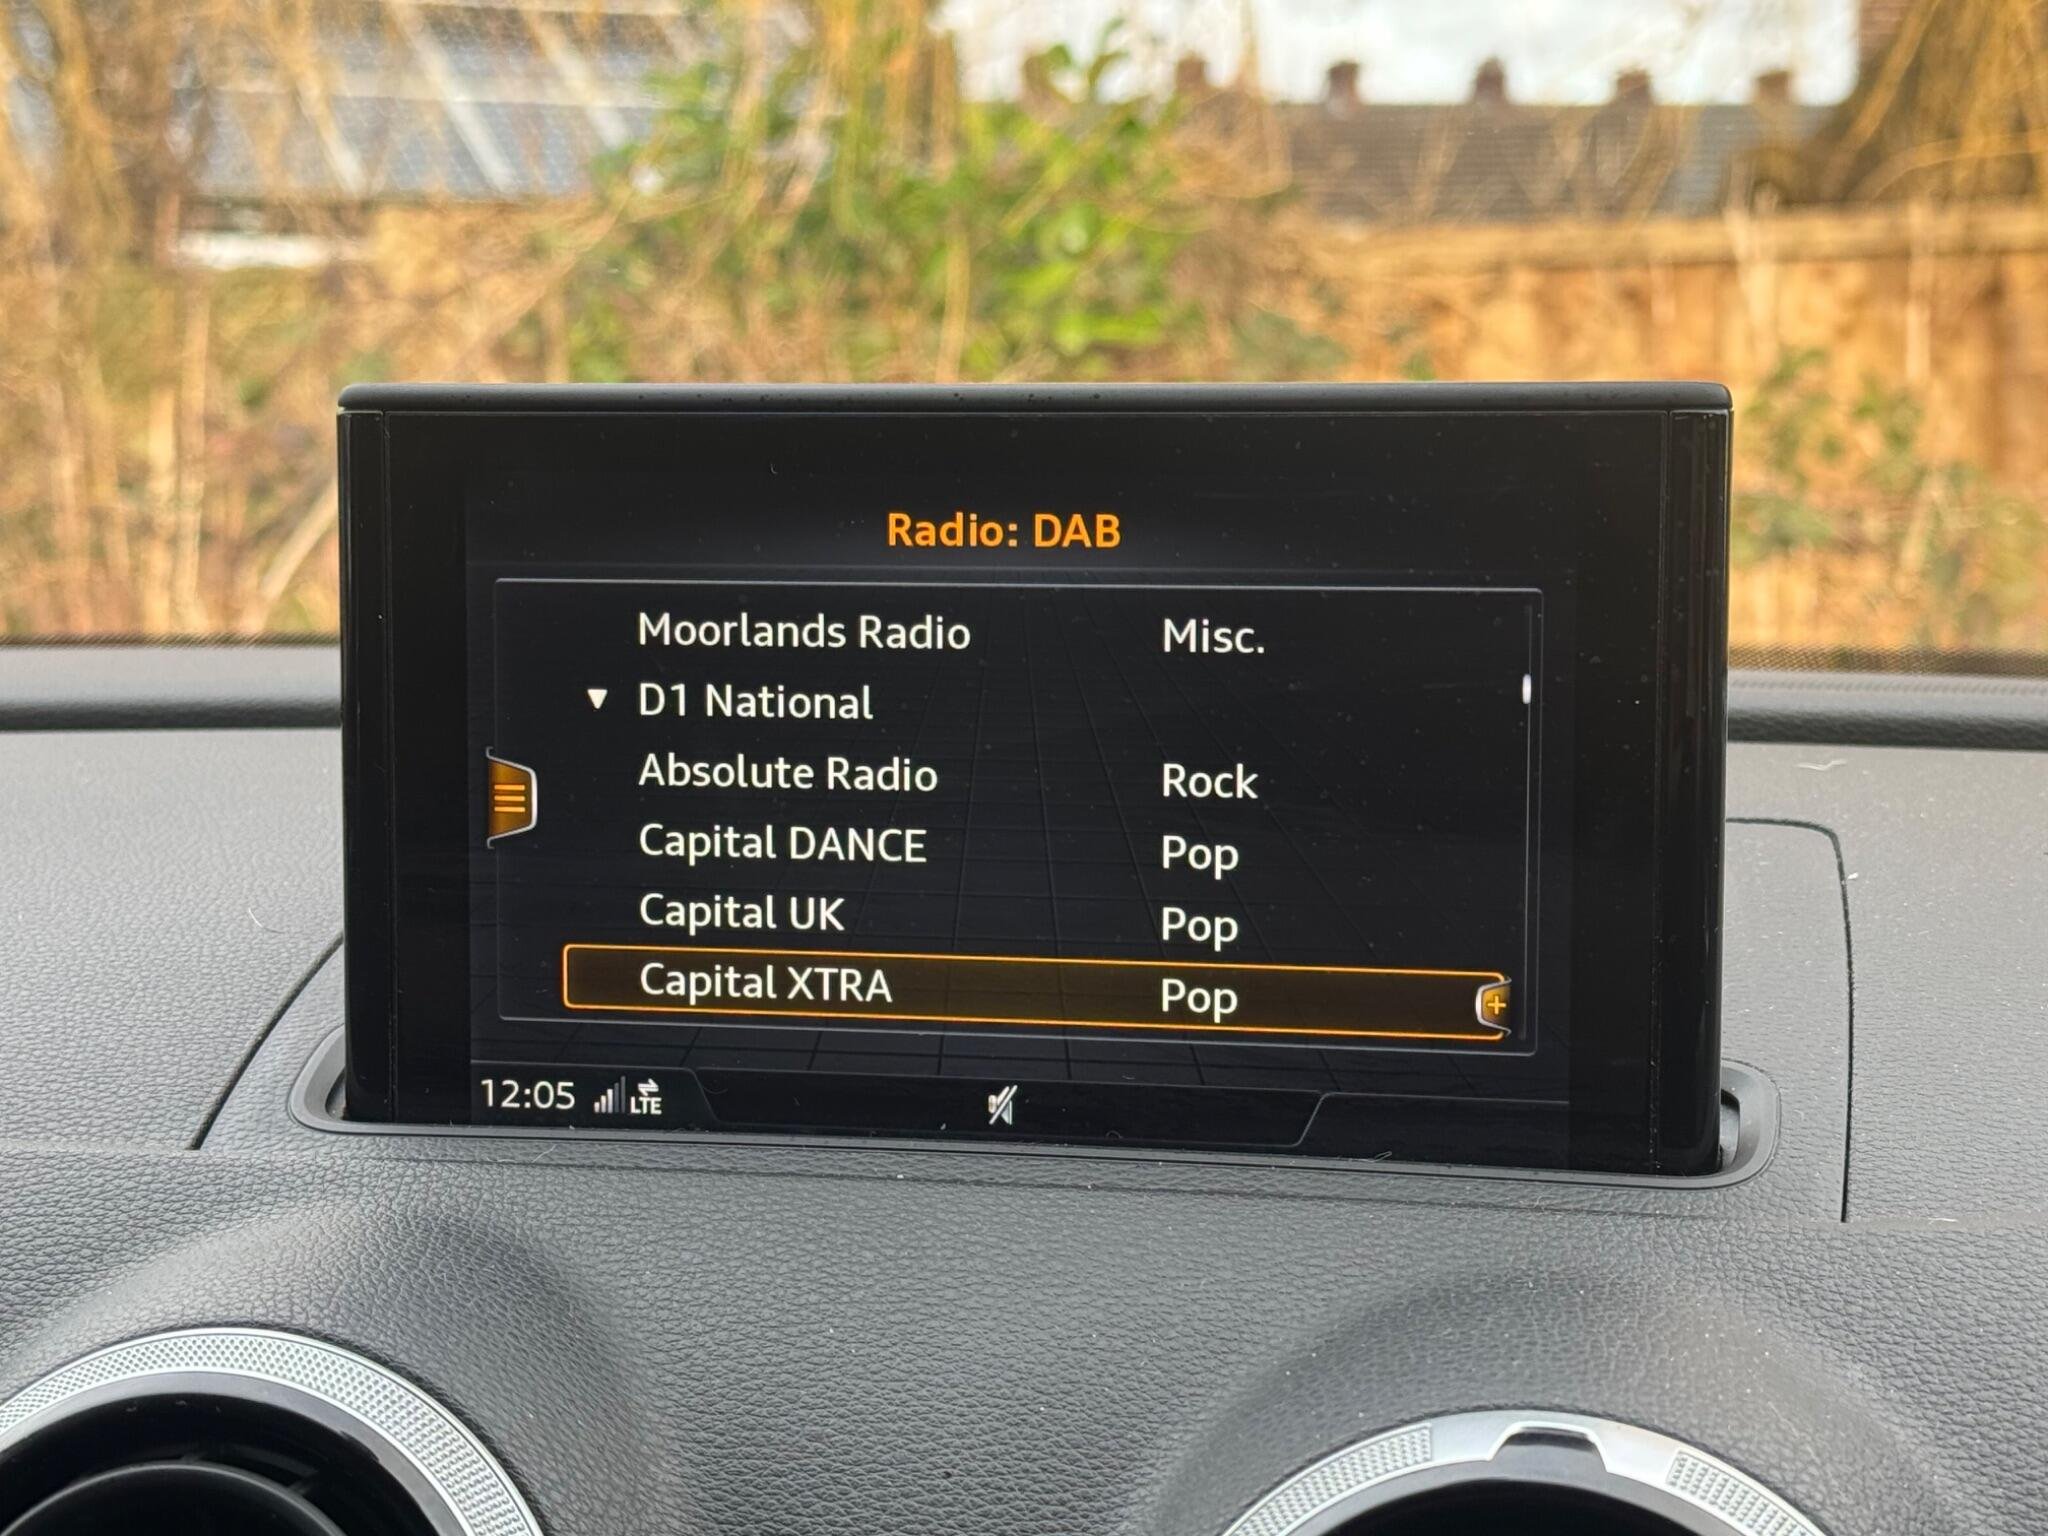 Radio: DAB
Moorlands Radio Misc.
D1 National
Absolute Radio Rock
Capital DANCE Pop
Capital UK Pop
Capital XTRA Pop
12:05 LTE